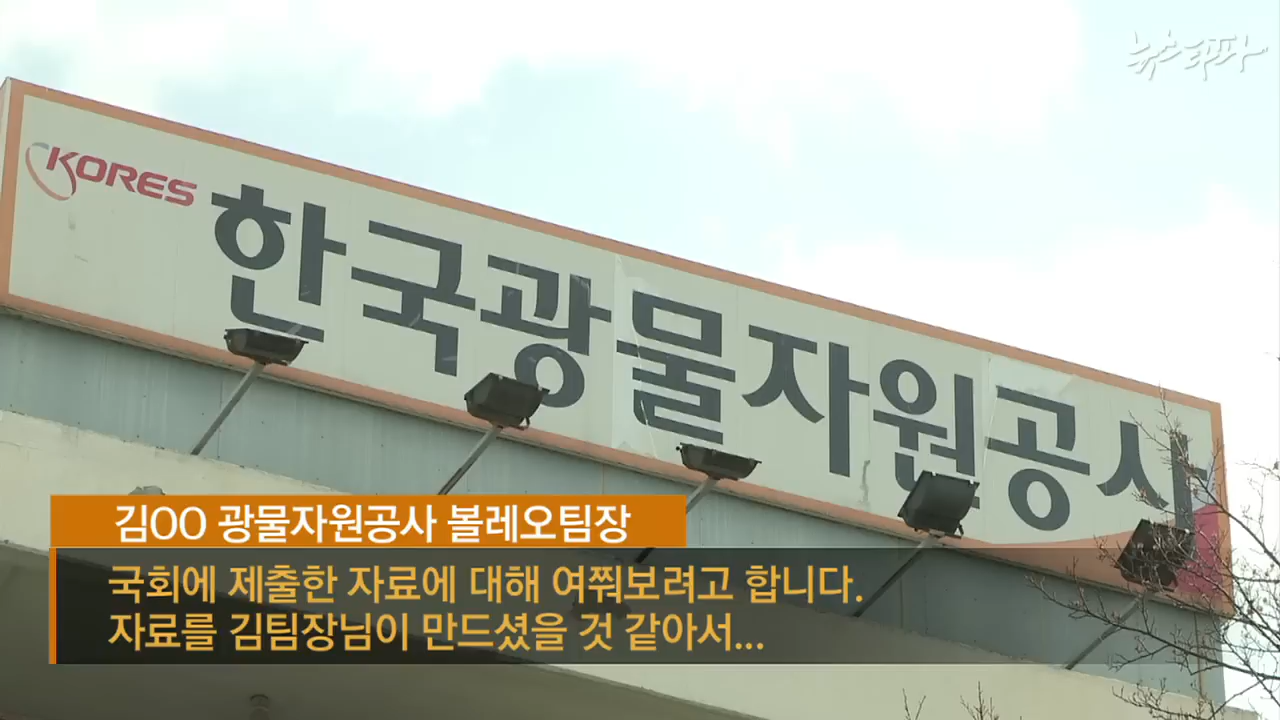 뉴스타파
KORES 한국광물자원공사
김OO 광물자원공사 볼레오팀장
국회에 제출한 자료에 대해 여쭤보려고 합니다.
자료를 김팀장님이 만드셨을 것 같아서...